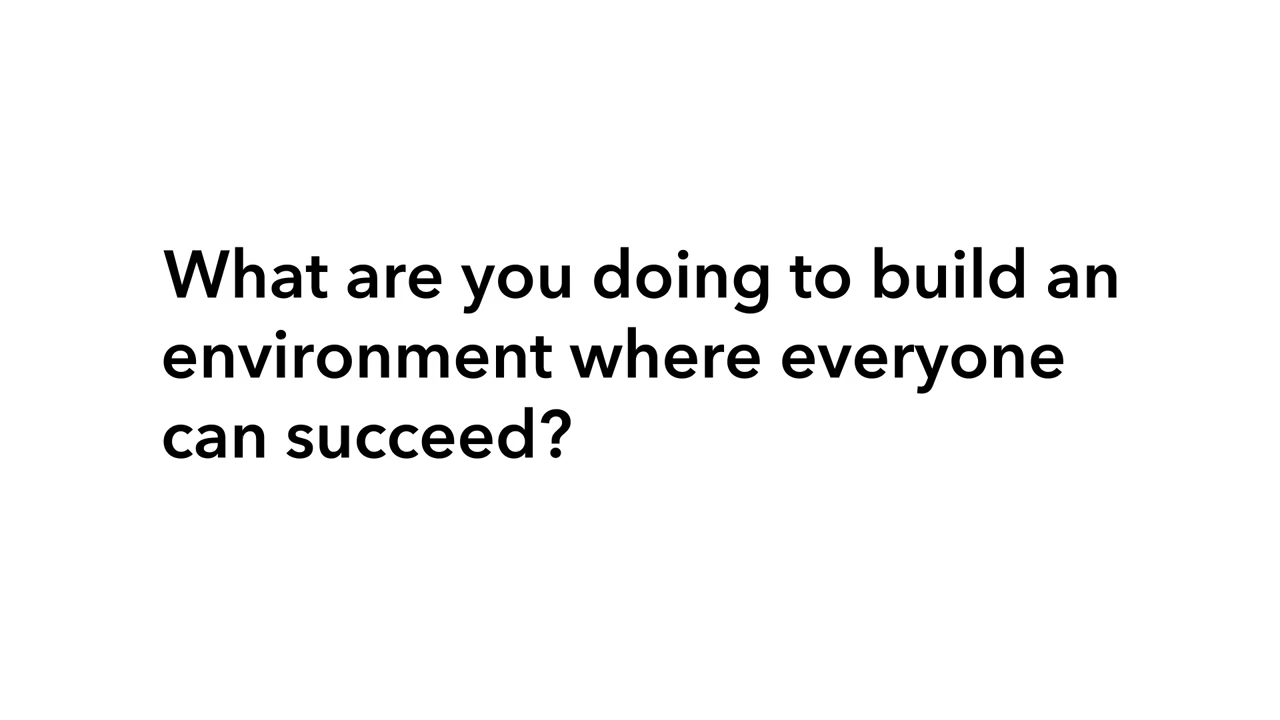 What are you doing to build an
environment where everyone
can succeed?